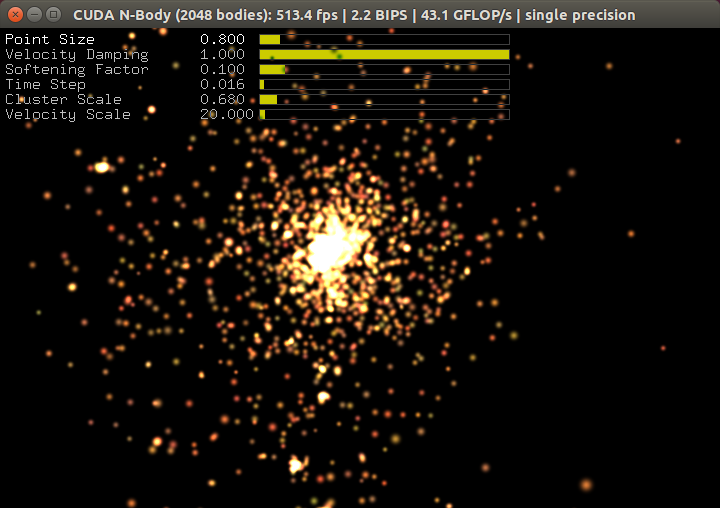 CUDA N-Body (2048 bodies): 513.4 fps | 2.2 BIPS | 43.1 GFLOP/s | single precision
Point Size 0.800
Velocity Damping 1.000
Softening Factor 0.100
Time Step 0.016
Cluster Scale 0.680
Velocity Scale 20.000